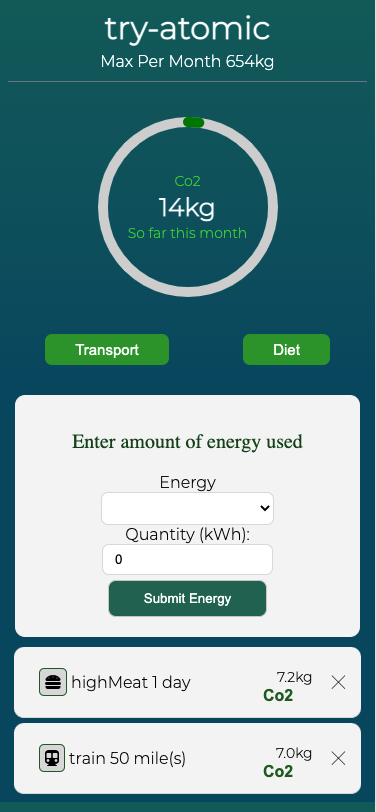 try-atomic
Max Per Month 654kg
Co2
14kg
So far this month
Transport
Diet
Enter amount of energy used
Energy
Quantity (kWh):
0
Submit Energy
highMeat 1 day
7.2kg
Co2
train 50 mile(s)
7.0kg
Co2